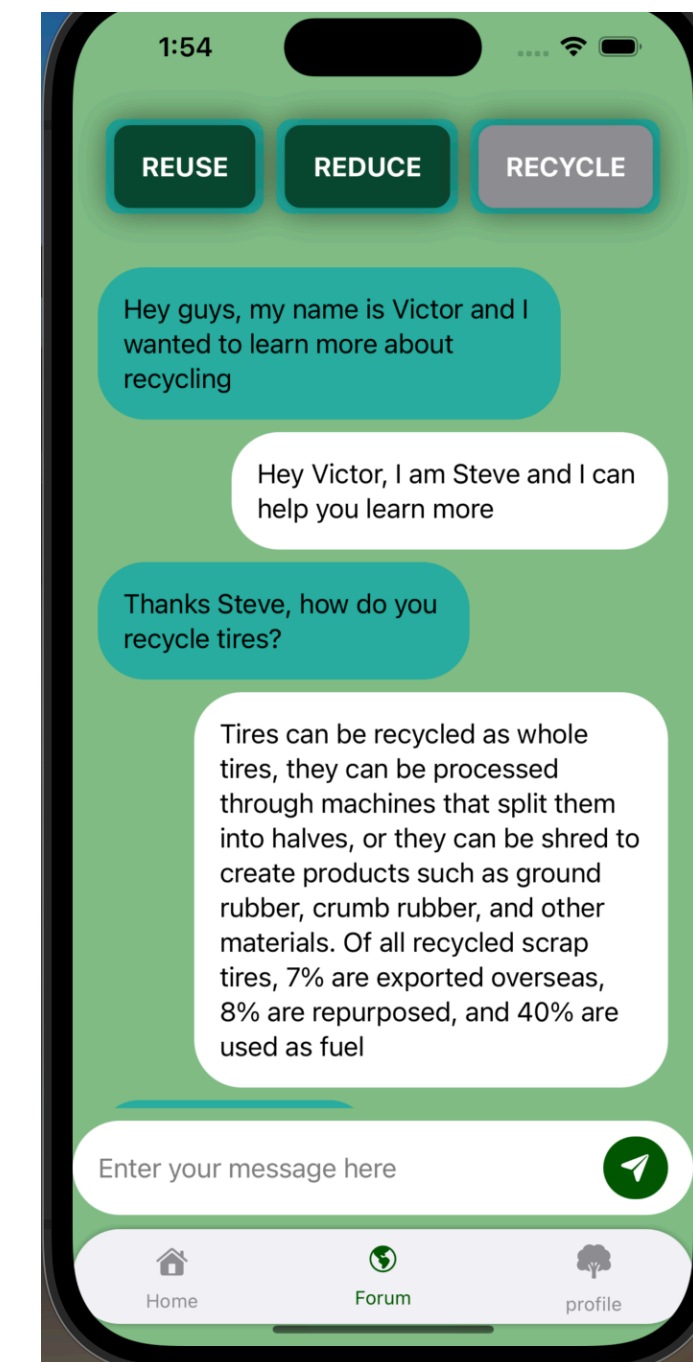 1:54
REUSE REDUCE RECYCLE
Hey guys, my name is Victor and I
wanted to learn more about
recycling
Hey Victor, I am Steve and I can
help you learn more
Thanks Steve, how do you
recycle tires?
Tires can be recycled as whole
tires, they can be processed
through machines that split them
into halves, or they can be shred to
create products such as ground
rubber, crumb rubber, and other
materials. Of all recycled scrap
tires, 7% are exported overseas,
8% are repurposed, and 40% are
used as fuel
Enter your message here
Home Forum profile